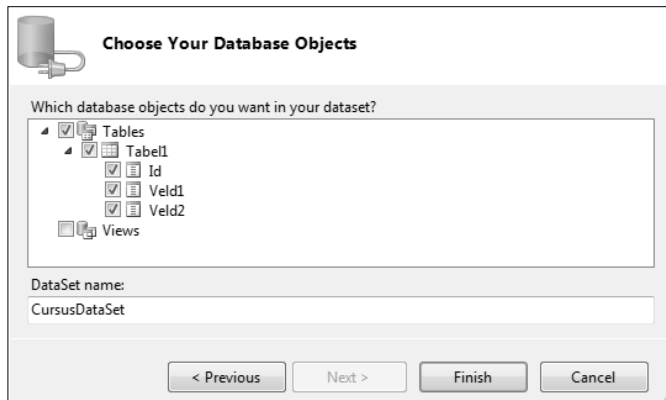 Choose Your Database Objects
Which database objects do you want in your dataset?
Tables
Tabel1
Id
Veld1
Veld2
Views
DataSet name:
CursusDataSet
< Previous
Next >
Finish
Cancel